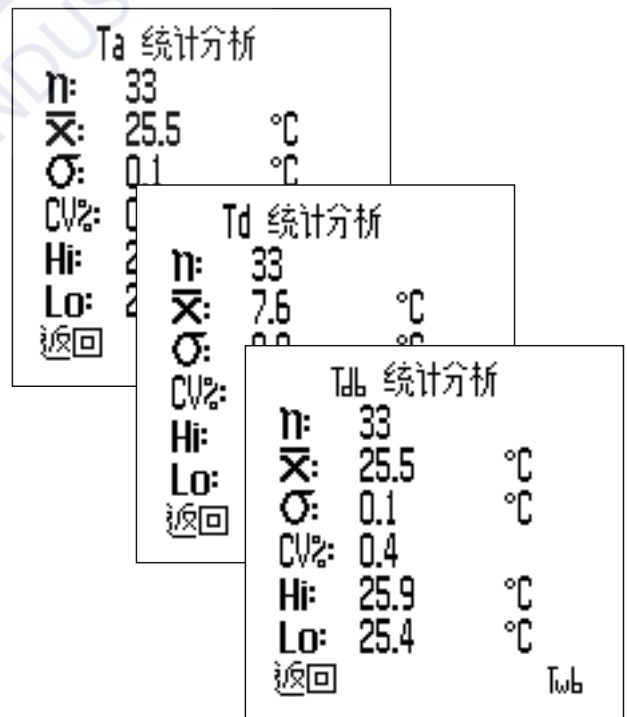 Ta 统计分析
n: 33
x̅: 25.5 °C
σ: 0.1 °C
CV%:
Hi:
Lo:
返回
Td 统计分析
n: 33
x̅: 7.6 °C
σ: °C
CV%:
Hi:
Lo:
返回
Tdb 统计分析
n: 33
x̅: 25.5 °C
σ: 0.1 °C
CV%: 0.4
Hi: 25.9 °C
Lo: 25.4 °C
返回 Twb